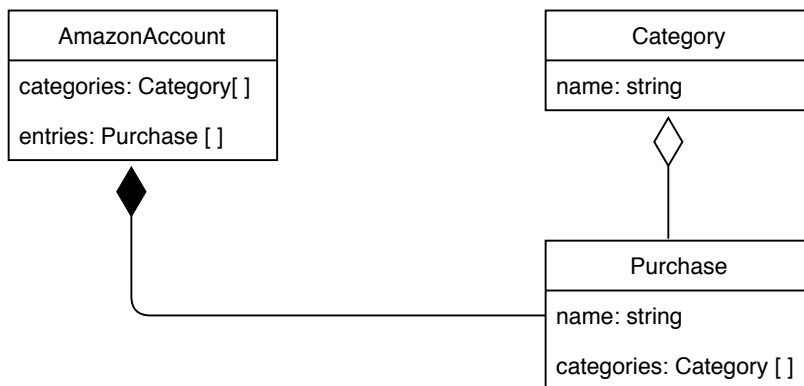 AmazonAccount
categories: Category[ ]
entries: Purchase [ ]
Category
name: string
Purchase
name: string
categories: Category [ ]